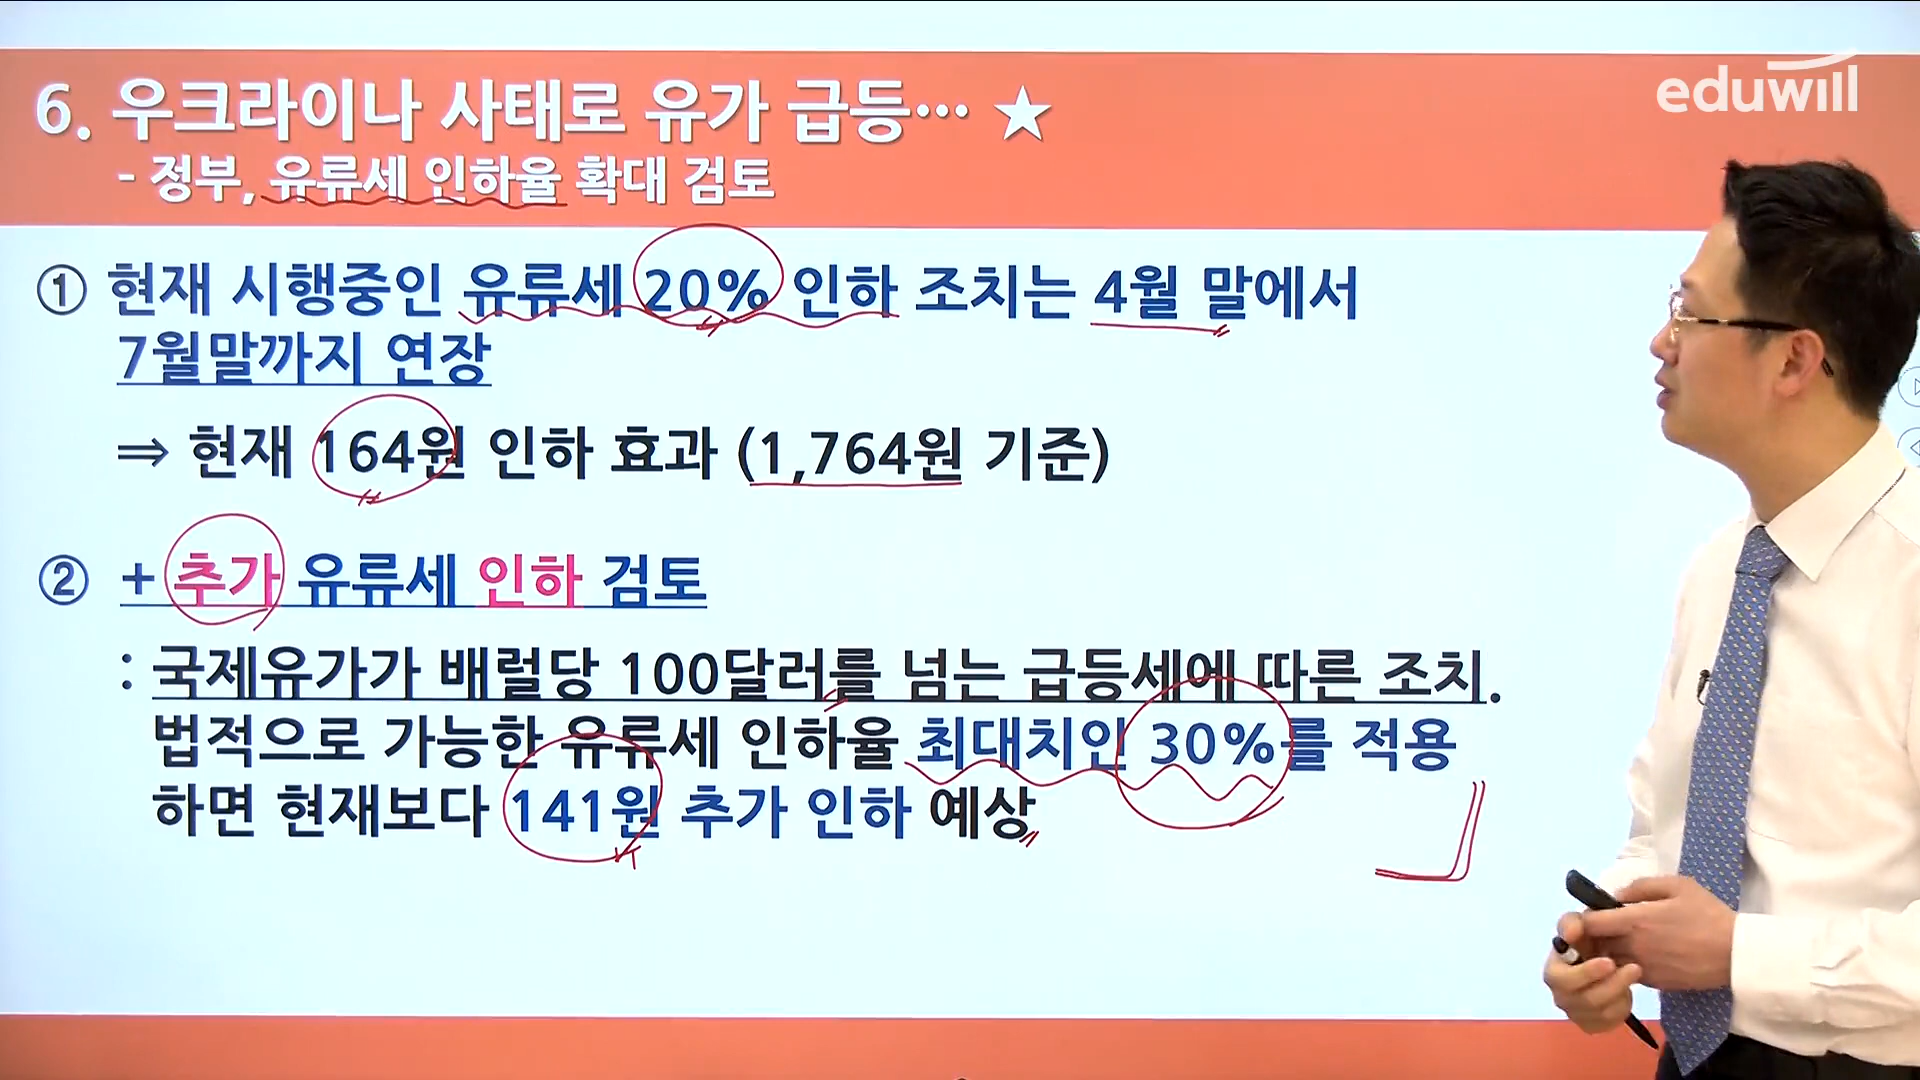 eduwill
6. 우크라이나 사태로 유가 급등… ★
- 정부, 유류세 인하율 확대 검토
① 현재 시행중인 유류세 20% 인하 조치는 4월 말에서
7월말까지 연장
⇒ 현재 164원 인하 효과 (1,764원 기준)
② + 추가 유류세 인하 검토
: 국제유가가 배럴당 100달러를 넘는 급등세에 따른 조치.
법적으로 가능한 유류세 인하율 최대치인 30%를 적용
하면 현재보다 141원 추가 인하 예상